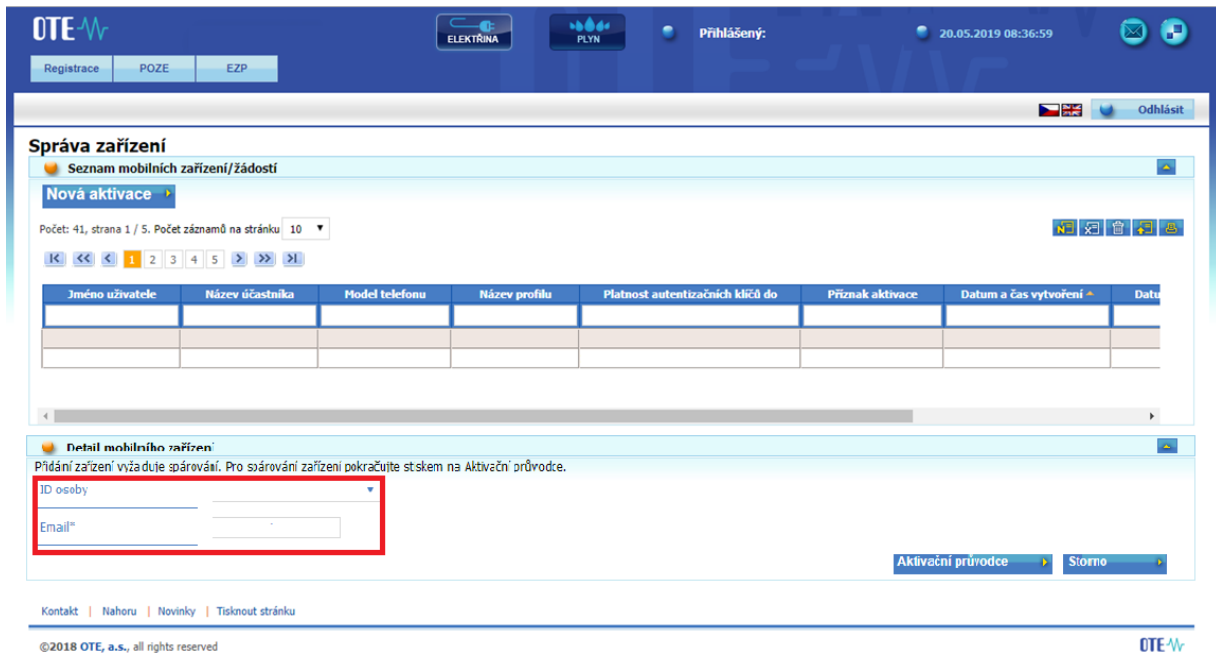 OTE
ELEKTŘINA PLYN Přihlášený: 20.05.2019 08:36:59
Registrace POZE EZP
Odhlásit
Správa zařízení
Seznam mobilních zařízení/žádostí
Nová aktivace
Počet: 41, strana 1 / 5. Počet záznamů na stránku 10
1 2 3 4 5
Jméno uživatele Název účastníka Model telefonu Název profilu Platnost autentizačních klíčů do Příznak aktivace Datum a čas vytvoření Datu
Detail mobilního zařízení
Přidání zařízení vyžaduje spárování. Pro spárování zařízení pokračujte stiskem na Aktivační průvodce.
ID osoby
Email*
Aktivační průvodce Storno
Kontakt | Nahoru | Novinky | Tisknout stránku
©2018 OTE, a.s., all rights reserved OTE